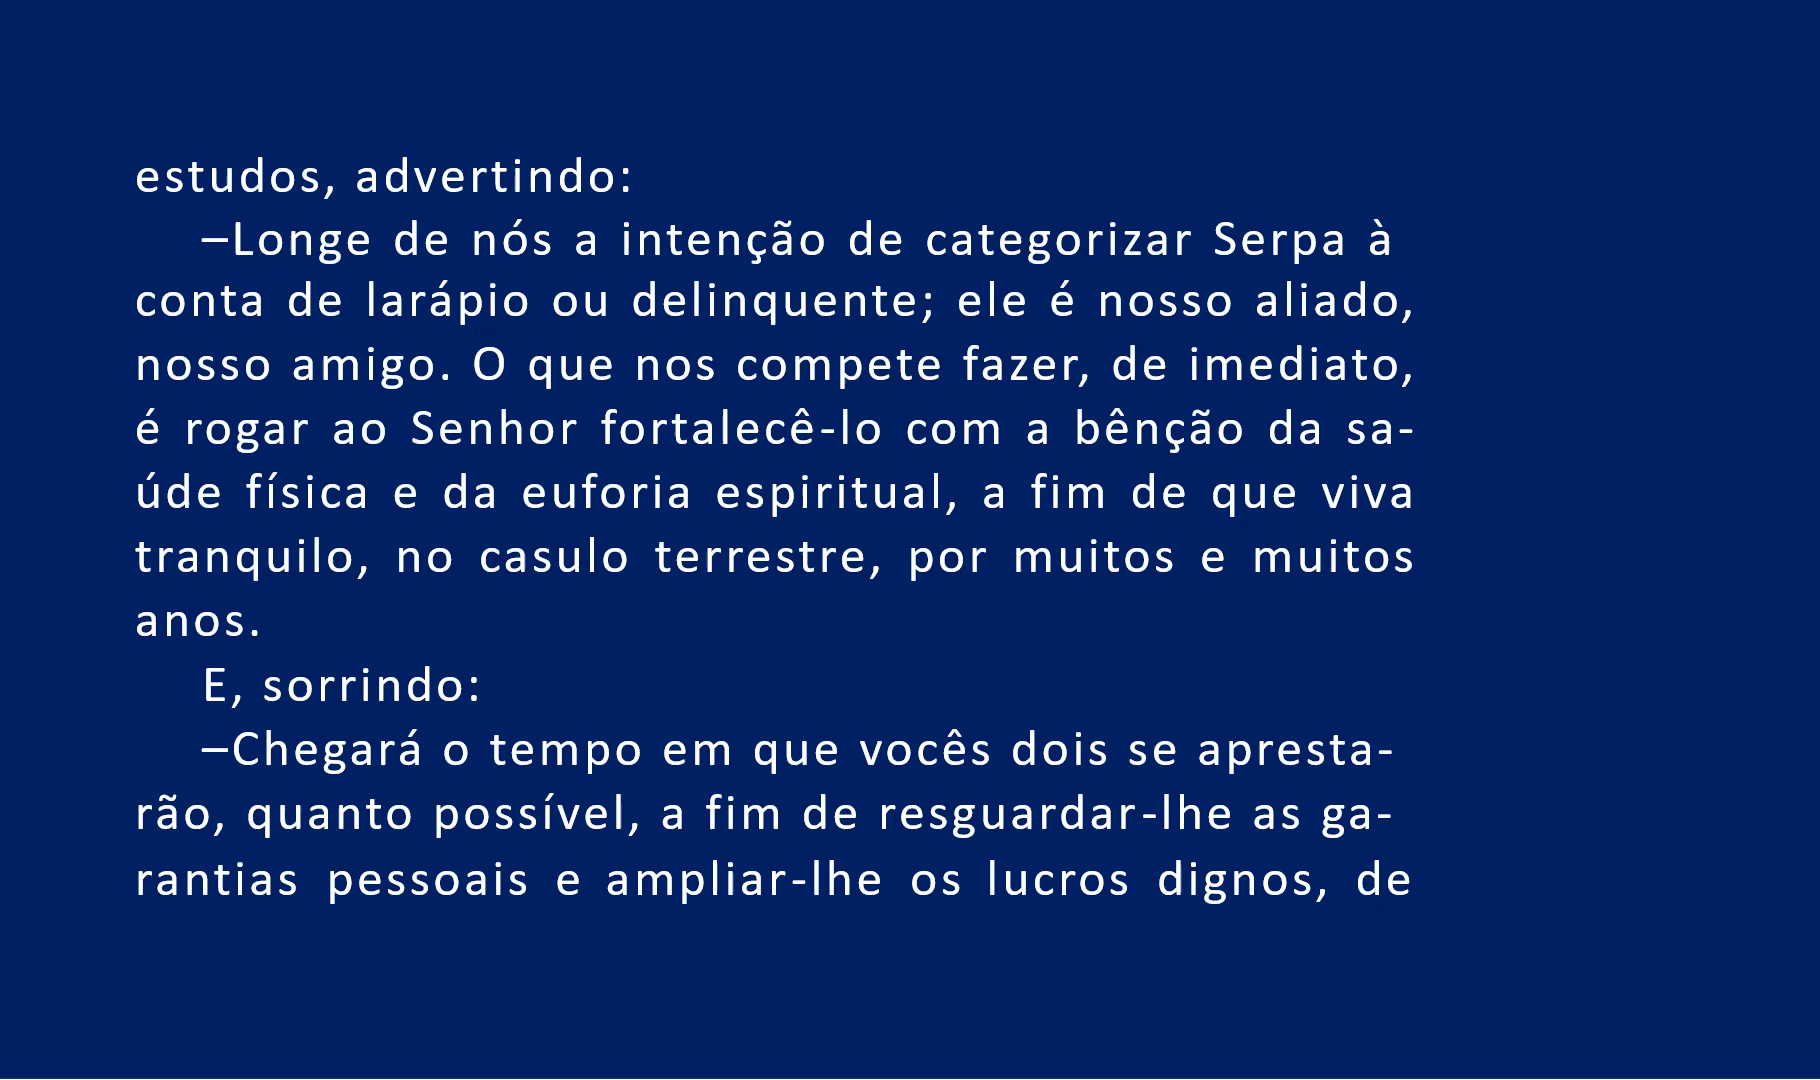 estudos, advertindo:
–Longe de nós a intenção de categorizar Serpa à
conta de larápio ou delinquente; ele é nosso aliado,
nosso amigo. O que nos compete fazer, de imediato,
é rogar ao Senhor fortalecê-lo com a bênção da sa-
úde física e da euforia espiritual, a fim de que viva
tranquilo, no casulo terrestre, por muitos e muitos
anos.
E, sorrindo:
–Chegará o tempo em que vocês dois se apresta-
rão, quanto possível, a fim de resguardar-lhe as ga-
rantias pessoais e ampliar-lhe os lucros dignos, de